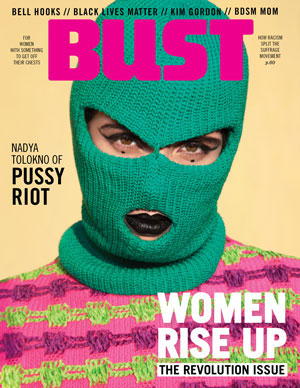 BELL HOOKS // BLACK LIVES MATTER // KIM GORDON // BDSM MOM
FOR
WOMEN
WITH SOMETHING
TO GET OFF
THEIR CHESTS
BUST
HOW RACISM
SPLIT THE
SUFFRAGE
MOVEMENT
p.60
NADYA
TOLOKNO OF
PUSSY
RIOT
WOMEN
RISE UP
THE REVOLUTION ISSUE